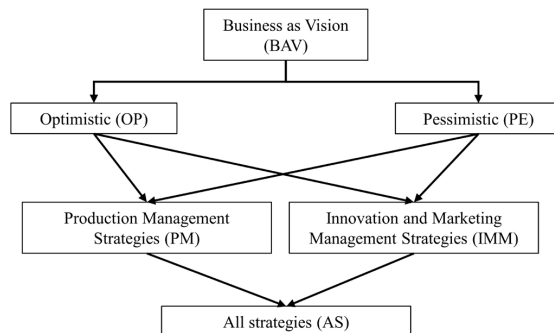 Business as Vision
(BAV)
Optimistic (OP)
Pessimistic (PE)
Production Management
Strategies (PM)
Innovation and Marketing
Management Strategies (IMM)
All strategies (AS)